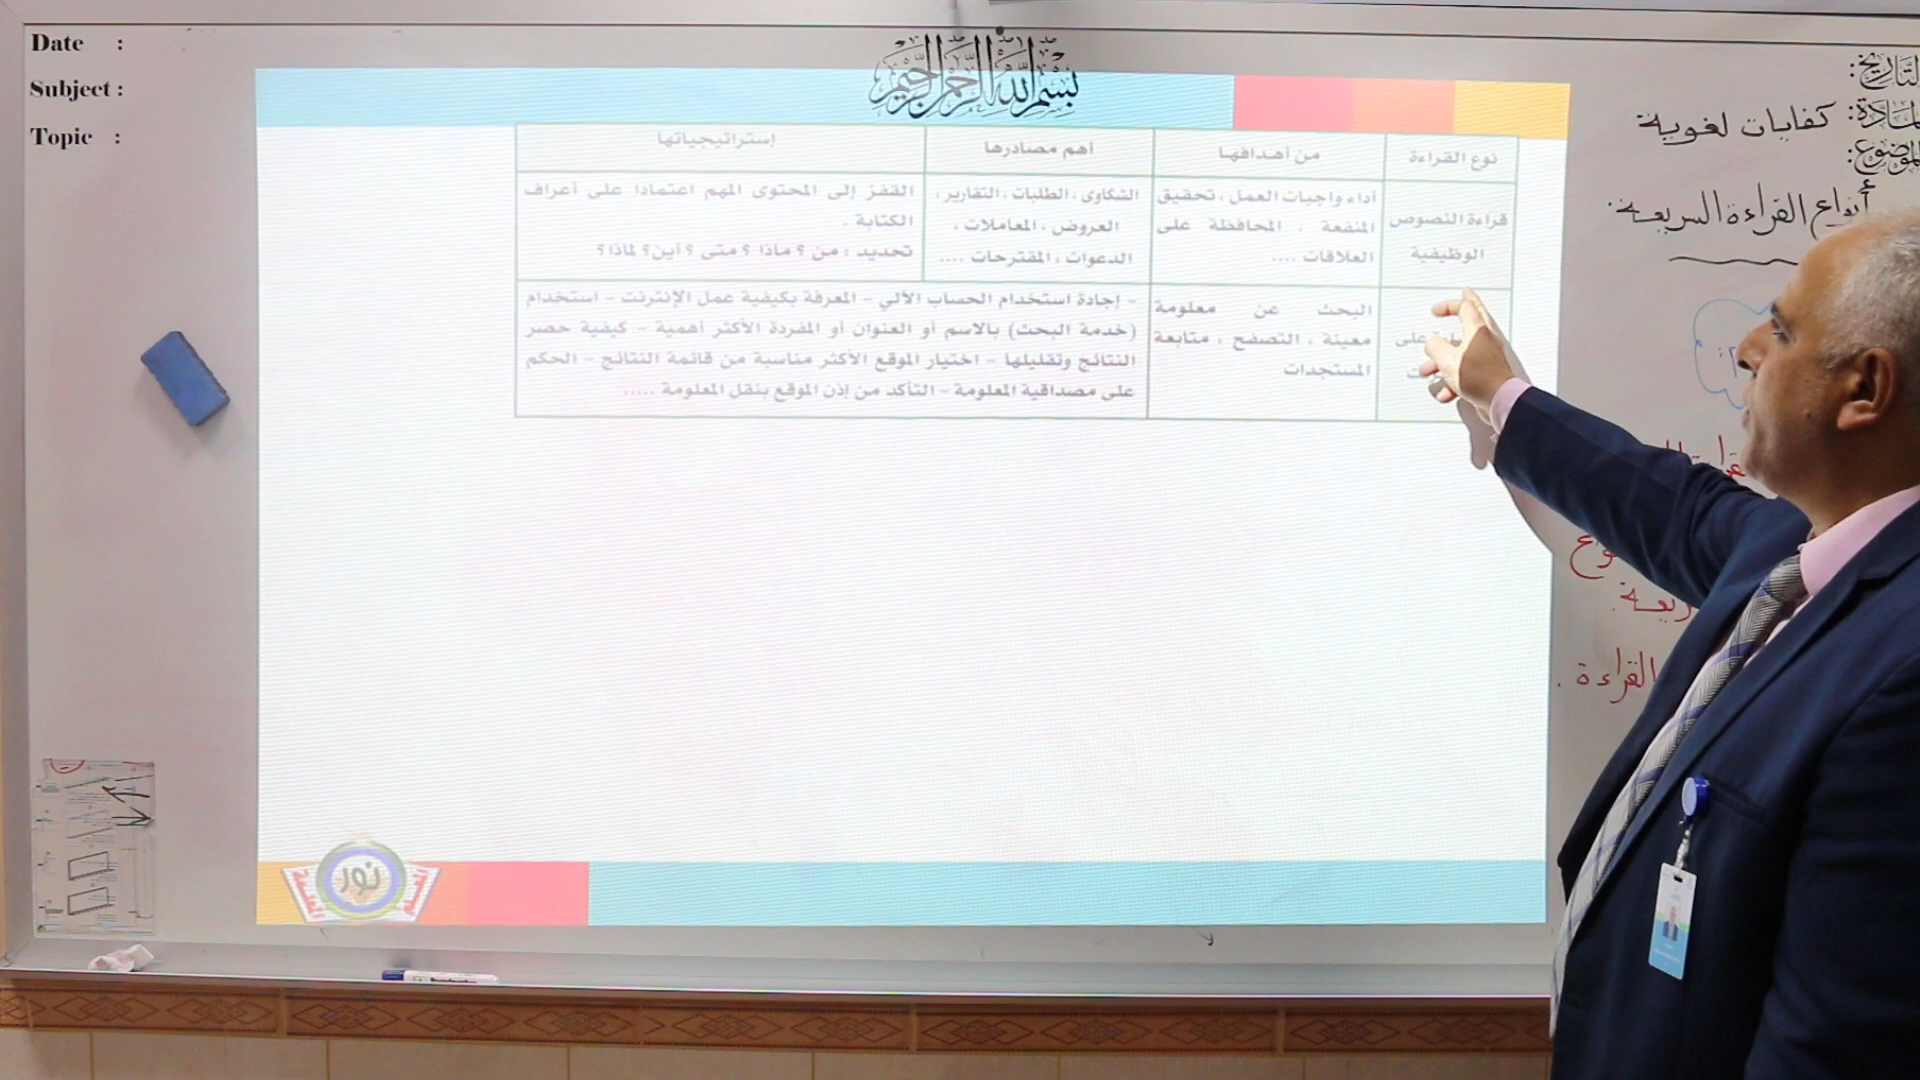 بسم الله الرحمن الرحيم
Date :
Subject :
Topic :
التاريخ:
المادة: كفايات لغوية
الموضوع:
أنواع القراءة السريعة.
نوع القراءة
من أهدافها
أهم مصادرها
إستراتيجياتها
قراءة النصوص
الوظيفية
أداء واجبات العمل ، تحقيق
المنفعة ، المحافظة على
العلاقات ....
الشكاوى ، الطلبات ، التقارير ،
العروض ، المعاملات ،
الدعوات ، المقترحات ....
القفز إلى المحتوى المهم اعتمادا على أعراف
الكتابة .
تحديد : من ؟ ماذا ؟ متى ؟ أين؟ لماذا؟
على
البحث عن معلومة
معينة ، التصفح ، متابعة
المستجدات
- إجادة استخدام الحساب الآلي - المعرفة بكيفية عمل الإنترنت - استخدام
(خدمة البحث) بالاسم أو العنوان أو المفردة الأكثر أهمية - كيفية حصر
النتائج وتقليلها - اختيار الموقع الأكثر مناسبة من قائمة النتائج - الحكم
على مصداقية المعلومة - التأكد من إذن الموقع بنقل المعلومة .....
القراءة .
نور